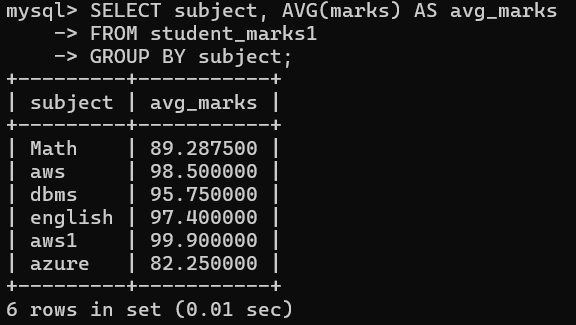 mysql> SELECT subject, AVG(marks) AS avg_marks
    -> FROM student_marks1
    -> GROUP BY subject;
+---------+-----------+
| subject | avg_marks |
+---------+-----------+
| Math    | 89.287500 |
| aws     | 98.500000 |
| dbms    | 95.750000 |
| english | 97.400000 |
| aws1    | 99.900000 |
| azure   | 82.250000 |
+---------+-----------+
6 rows in set (0.01 sec)